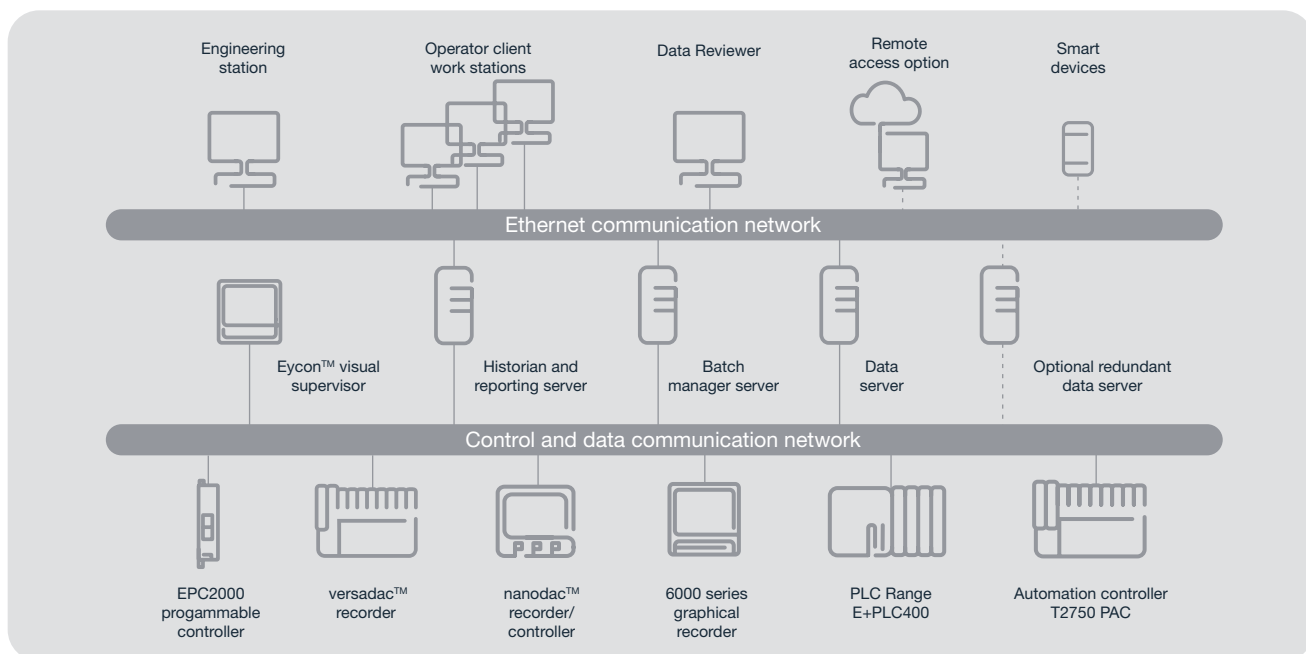 Engineering
station
Operator client
work stations
Data Reviewer
Remote
access option
Smart
devices
Ethernet communication network
Eycon™ visual
supervisor
Historian and
reporting server
Batch
manager server
Data
server
Optional redundant
data server
Control and data communication network
EPC2000
progammable
controller
versadac™
recorder
nanodac™
recorder/
controller
6000 series
graphical
recorder
PLC Range
E+PLC400
Automation controller
T2750 PAC